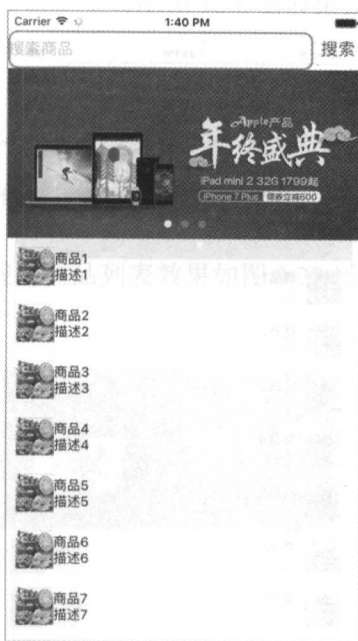 Carrier 1:40 PM
搜索商品 搜索
Apple产品
年终盛典
iPad mini 2 32G 1799起
iPhone 7 Plus 领券立减600
商品1
描述1
商品2
描述2
商品3
描述3
商品4
描述4
商品5
描述5
商品6
描述6
商品7
描述7